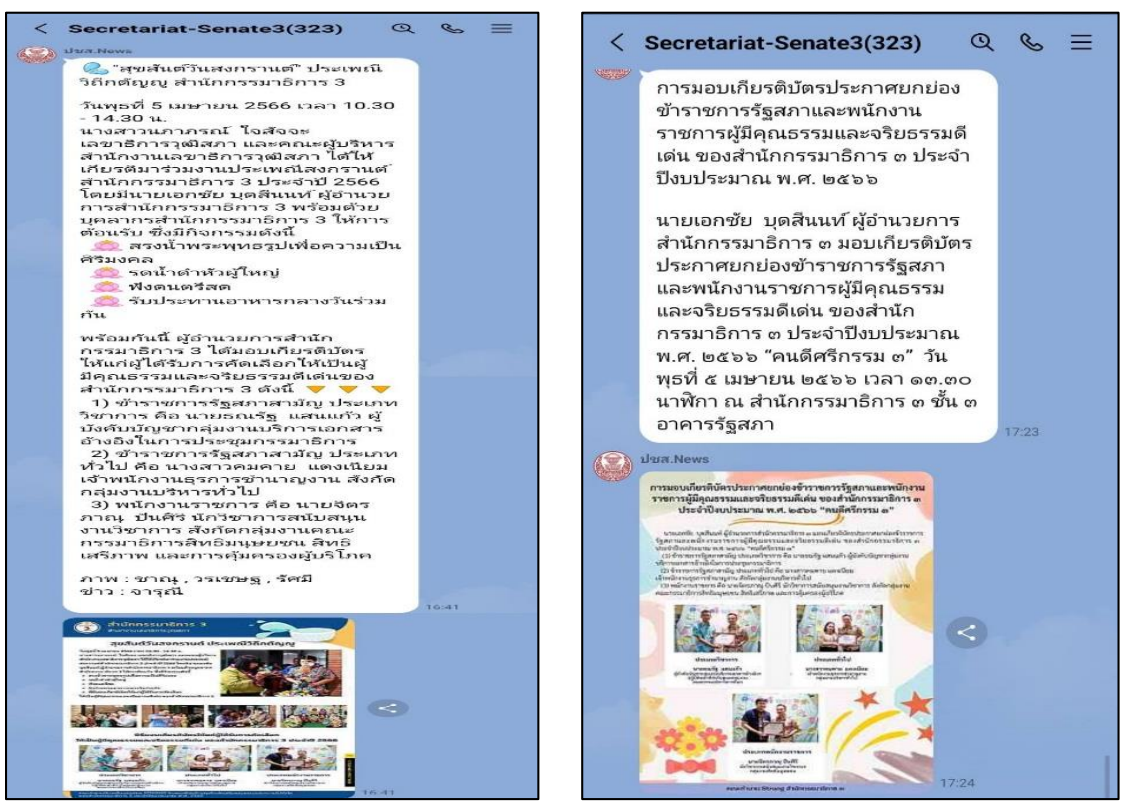 Secretariat-Senate3(323)
ปชส.News
"สุขสันต์วันสงกรานต์" ประเพณี
วิถีกตัญญู สำนักกรรมาธิการ 3
วันพุธที่ 5 เมษายน 2566 เวลา 10.30
- 14.30 น.
นางสาวนภาภรณ์ ใจสัจจะ
เลขาธิการวุฒิสภา และคณะผู้บริหาร
สำนักงานเลขาธิการวุฒิสภา ได้ให้
เกียรติมาร่วมงานประเพณีสงกรานต์
สำนักกรรมาธิการ 3 ประจำปี 2566
โดยมีนายเอกชัย บุดสีนนท์ ผู้อำนวย
การสำนักกรรมาธิการ 3 พร้อมด้วย
บุคลากรสำนักกรรมาธิการ 3 ให้การ
ต้อนรับ ซึ่งมีกิจกรรมดังนี้
สรงน้ำพระพุทธรูปเพื่อความเป็น
ศิริมงคล
รดน้ำดำหัวผู้ใหญ่
ฟังดนตรีสด
รับประทานอาหารกลางวันร่วม
กัน
พร้อมกันนี้ ผู้อำนวยการสำนัก
กรรมาธิการ 3 ได้มอบเกียรติบัตร
ให้แก่ผู้ได้รับการคัดเลือกให้เป็นผู้
มีคุณธรรมและจริยธรรมดีเด่นของ
สำนักกรรมาธิการ 3 ดังนี้
1) ข้าราชการรัฐสภาสามัญ ประเภท
วิชาการ คือ นายธณรัฐ แสนแก้ว ผู้
บังคับบัญชากลุ่มงานบริการเอกสาร
อ้างอิงในการประชุมกรรมาธิการ
2) ข้าราชการรัฐสภาสามัญ ประเภท
ทั่วไป คือ นางสาวคมคาย แดงเนียม
เจ้าพนักงานธุรการชำนาญงาน สังกัด
กลุ่มงานบริหารทั่วไป
3) พนักงานราชการ คือ นายจิตร
ภาณุ ปันศิริ นักวิชาการสนับสนุน
งานวิชาการ สังกัดกลุ่มงานคณะ
กรรมาธิการสิทธิมนุษยชน สิทธิ
เสรีภาพ และการคุ้มครองผู้บริโภค
ภาพ : ชาณุ , วรเชษฐ , รัศมี
ข่าว : จารุณี
16:41
สำนักกรรมาธิการ 3
สุขสันต์วันสงกรานต์ ประเพณีวิถีกตัญญู
16:41
Secretariat-Senate3(323)
การมอบเกียรติบัตรประกาศยกย่อง
ข้าราชการรัฐสภาและพนักงาน
ราชการผู้มีคุณธรรมและจริยธรรมดี
เด่น ของสำนักกรรมาธิการ ๓ ประจำ
ปีงบประมาณ พ.ศ. ๒๕๖๖
นายเอกชัย บุดสีนนท์ ผู้อำนวยการ
สำนักกรรมาธิการ ๓ มอบเกียรติบัตร
ประกาศยกย่องข้าราชการรัฐสภา
และพนักงานราชการผู้มีคุณธรรม
และจริยธรรมดีเด่น ของสำนัก
กรรมาธิการ ๓ ประจำปีงบประมาณ
พ.ศ. ๒๕๖๖ "คนดีศรีกรรม ๓" วัน
พุธที่ ๕ เมษายน ๒๕๖๖ เวลา ๑๓.๓๐
นาฬิกา ณ สำนักกรรมาธิการ ๓ ชั้น ๓
อาคารรัฐสภา
17:23
ปชส.News
การมอบเกียรติบัตรประกาศยกย่องข้าราชการรัฐสภาและพนักงาน
ราชการผู้มีคุณธรรมและจริยธรรมดีเด่น ของสำนักกรรมาธิการ ๓
ประจำปีงบประมาณ พ.ศ. ๒๕๖๖ "คนดีศรีกรรม ๓"
ประเภทวิชาการ
ประเภททั่วไป
ประเภทพนักงานราชการ
17:24